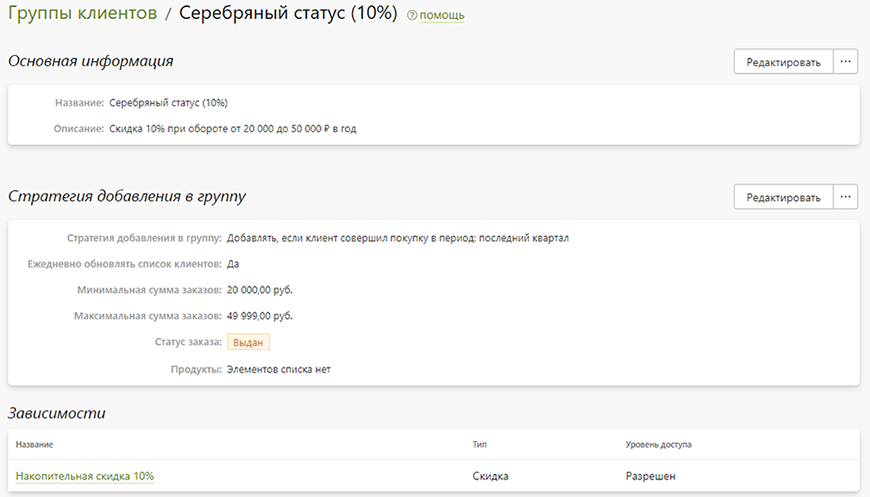 Группы клиентов / Серебряный статус (10%) ? помощь
Основная информация
Редактировать ...
Название: Серебряный статус (10%)
Описание: Скидка 10% при обороте от 20 000 до 50 000 ₽ в год
Стратегия добавления в группу
Редактировать ...
Стратегия добавления в группу: Добавлять, если клиент совершил покупку в период: последний квартал
Ежедневно обновлять список клиентов: Да
Минимальная сумма заказов: 20 000,00 руб.
Максимальная сумма заказов: 49 999,00 руб.
Статус заказа: Выдан
Продукты: Элементов списка нет
Зависимости
Название Тип Уровень доступа
Накопительная скидка 10% Скидка Разрешен